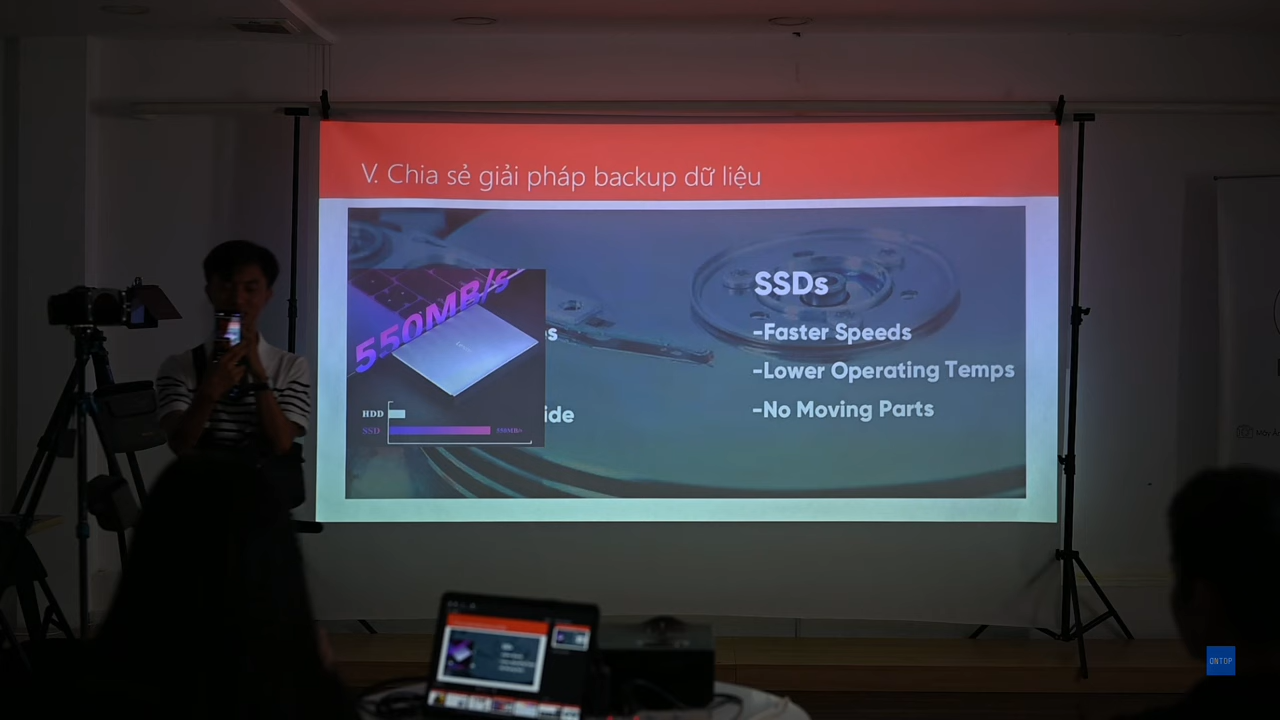 V. Chia sẻ giải pháp backup dữ liệu
550MB/s
HDD
SSD
550MB/s
SSDs
-Faster Speeds
-Lower Operating Temps
-No Moving Parts
ONTOP